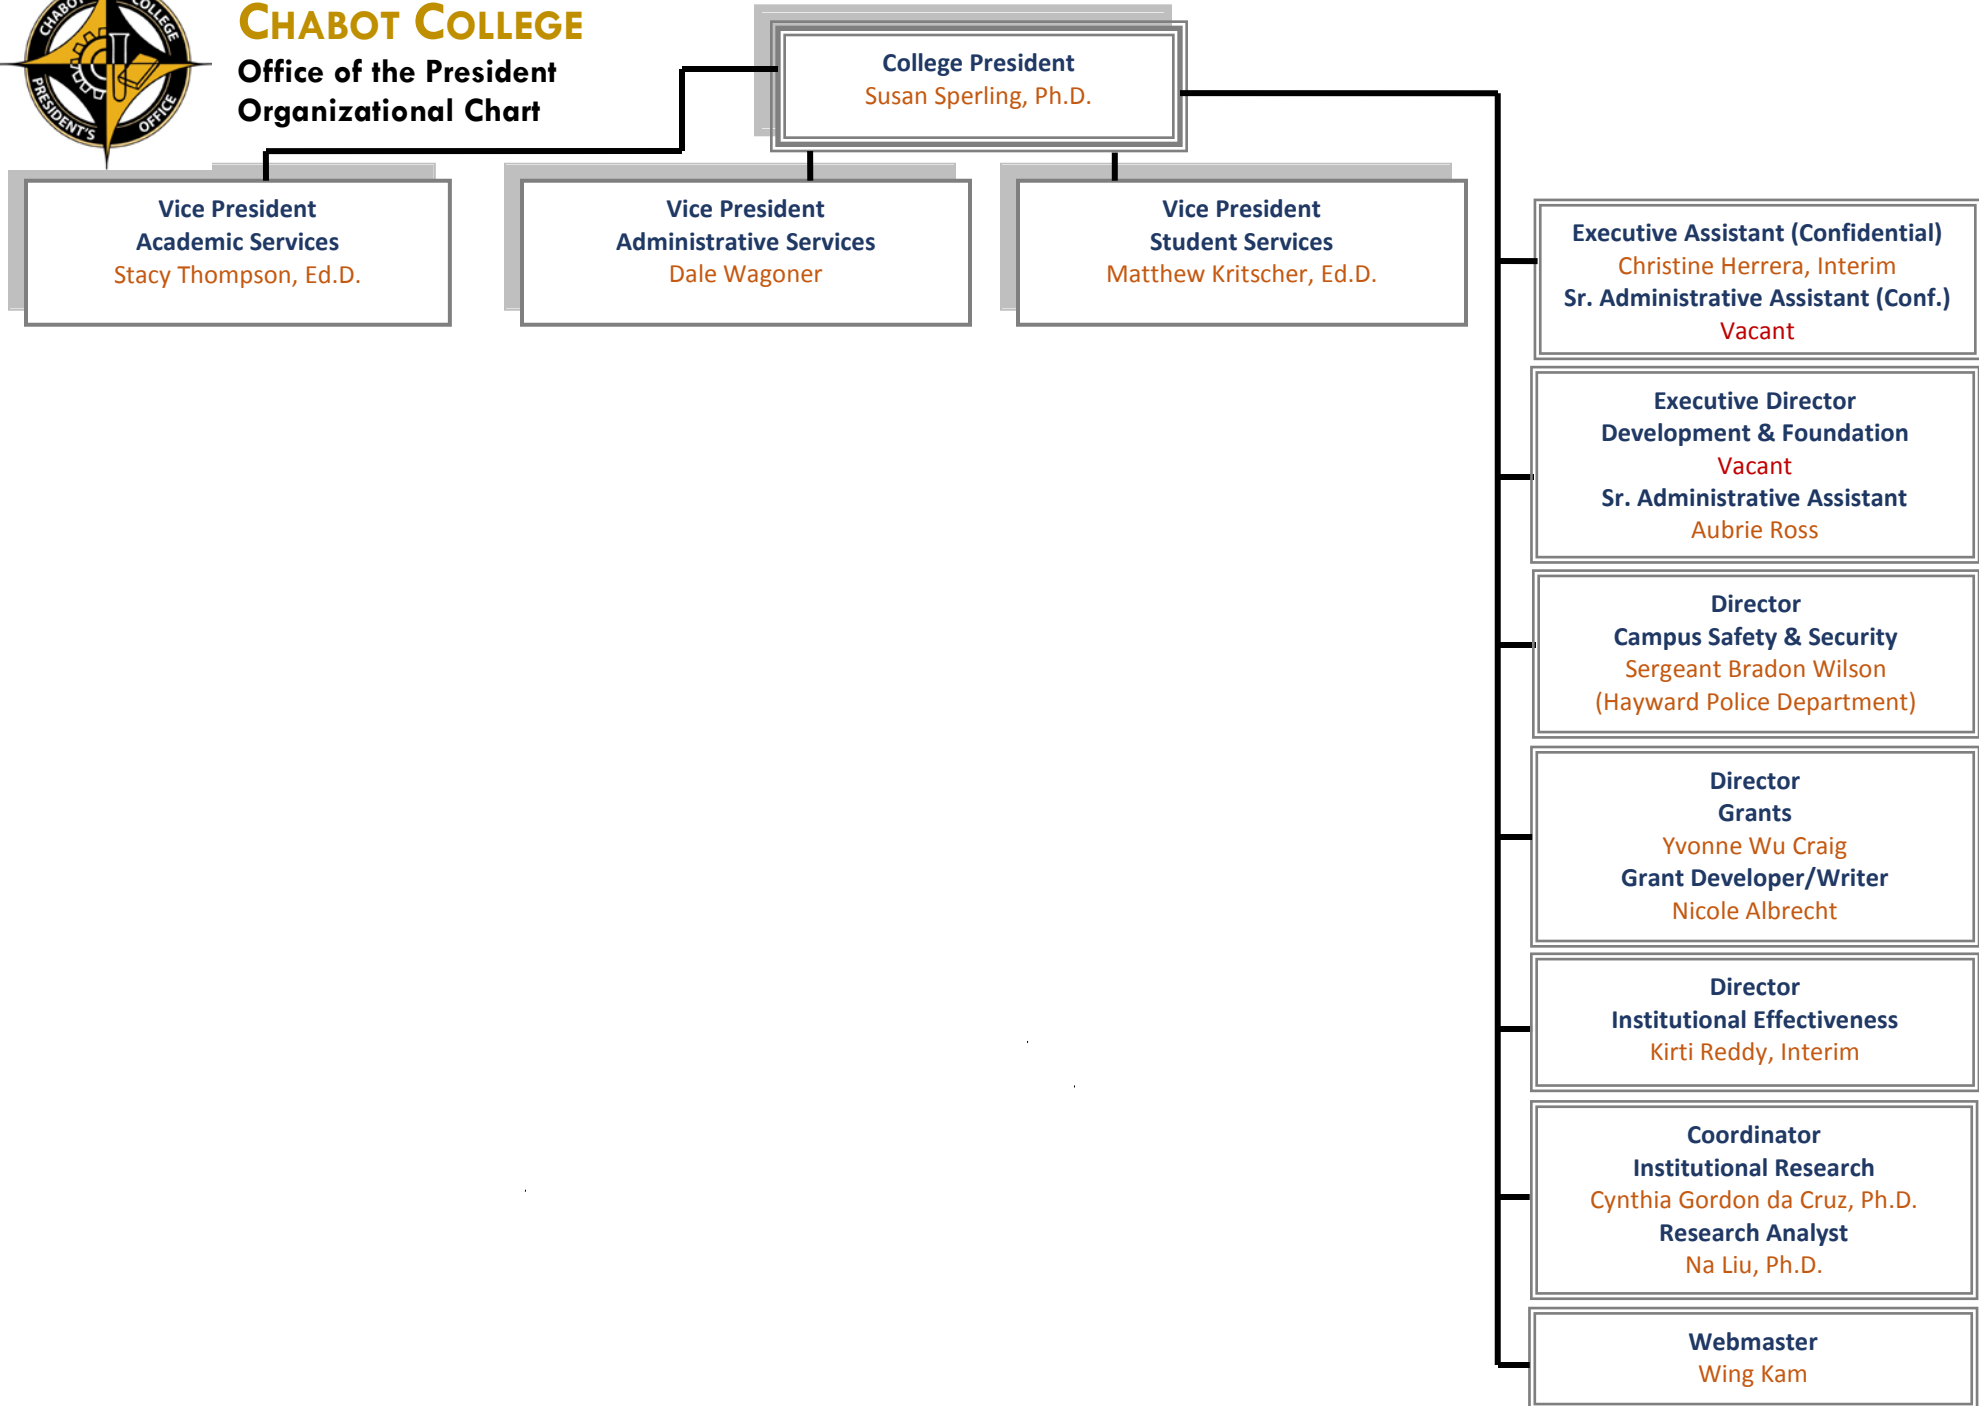 CHABOT COLLEGE
PRESIDENT'S OFFICE
CHABOT COLLEGE
Office of the President
Organizational Chart
College President
Susan Sperling, Ph.D.
Vice President
Academic Services
Stacy Thompson, Ed.D.
Vice President
Administrative Services
Dale Wagoner
Vice President
Student Services
Matthew Kritscher, Ed.D.
Executive Assistant (Confidential)
Christine Herrera, Interim
Sr. Administrative Assistant (Conf.)
Vacant
Executive Director
Development & Foundation
Vacant
Sr. Administrative Assistant
Aubrie Ross
Director
Campus Safety & Security
Sergeant Bradon Wilson
(Hayward Police Department)
Director
Grants
Yvonne Wu Craig
Grant Developer/Writer
Nicole Albrecht
Director
Institutional Effectiveness
Kirti Reddy, Interim
Coordinator
Institutional Research
Cynthia Gordon da Cruz, Ph.D.
Research Analyst
Na Liu, Ph.D.
Webmaster
Wing Kam